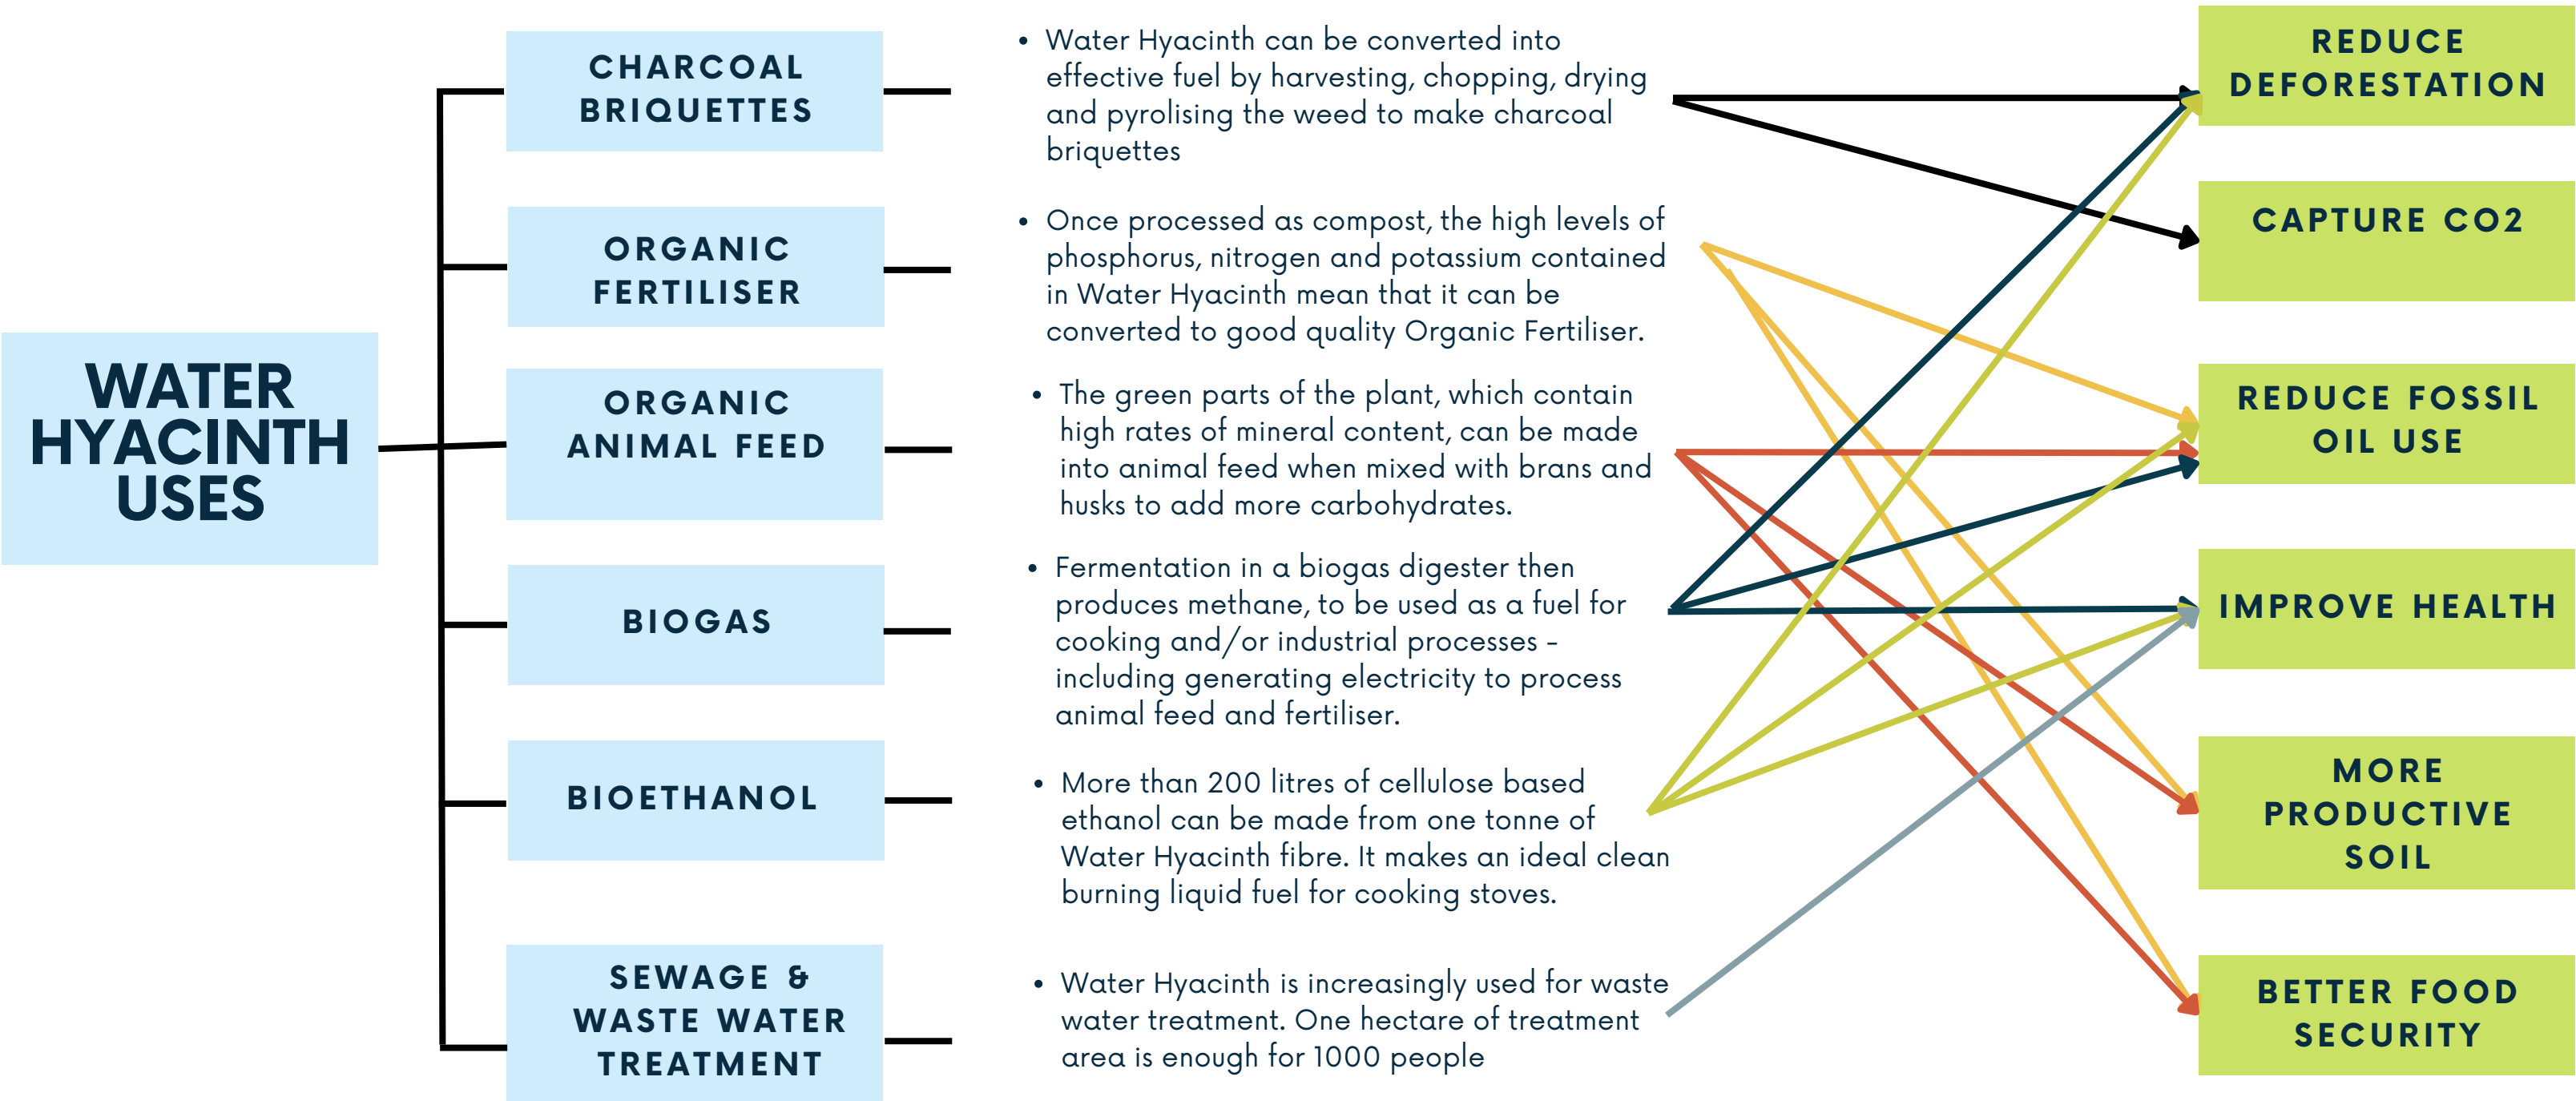 WATER
HYACINTH
USES
CHARCOAL
BRIQUETTES
ORGANIC
FERTILISER
ORGANIC
ANIMAL FEED
BIOGAS
BIOETHANOL
SEWAGE &
WASTE WATER
TREATMENT
• Water Hyacinth can be converted into
effective fuel by harvesting, chopping, drying
and pyrolising the weed to make charcoal
briquettes
• Once processed as compost, the high levels of
phosphorus, nitrogen and potassium contained
in Water Hyacinth mean that it can be
converted to good quality Organic Fertiliser.
• The green parts of the plant, which contain
high rates of mineral content, can be made
into animal feed when mixed with brans and
husks to add more carbohydrates.
• Fermentation in a biogas digester then
produces methane, to be used as a fuel for
cooking and/or industrial processes -
including generating electricity to process
animal feed and fertiliser.
• More than 200 litres of cellulose based
ethanol can be made from one tonne of
Water Hyacinth fibre. It makes an ideal clean
burning liquid fuel for cooking stoves.
• Water Hyacinth is increasingly used for waste
water treatment. One hectare of treatment
area is enough for 1000 people
REDUCE
DEFORESTATION
CAPTURE CO2
REDUCE FOSSIL
OIL USE
IMPROVE HEALTH
MORE
PRODUCTIVE
SOIL
BETTER FOOD
SECURITY